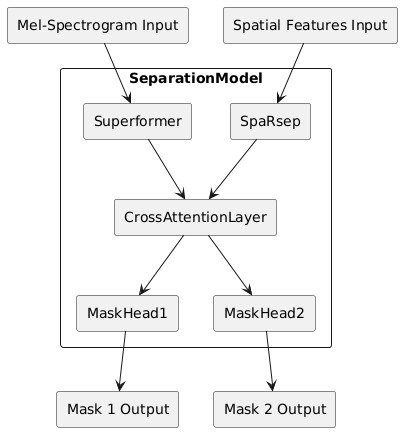 Mel-Spectrogram Input
Spatial Features Input
SeparationModel
Superformer
SpaRsep
CrossAttentionLayer
MaskHead1
MaskHead2
Mask 1 Output
Mask 2 Output